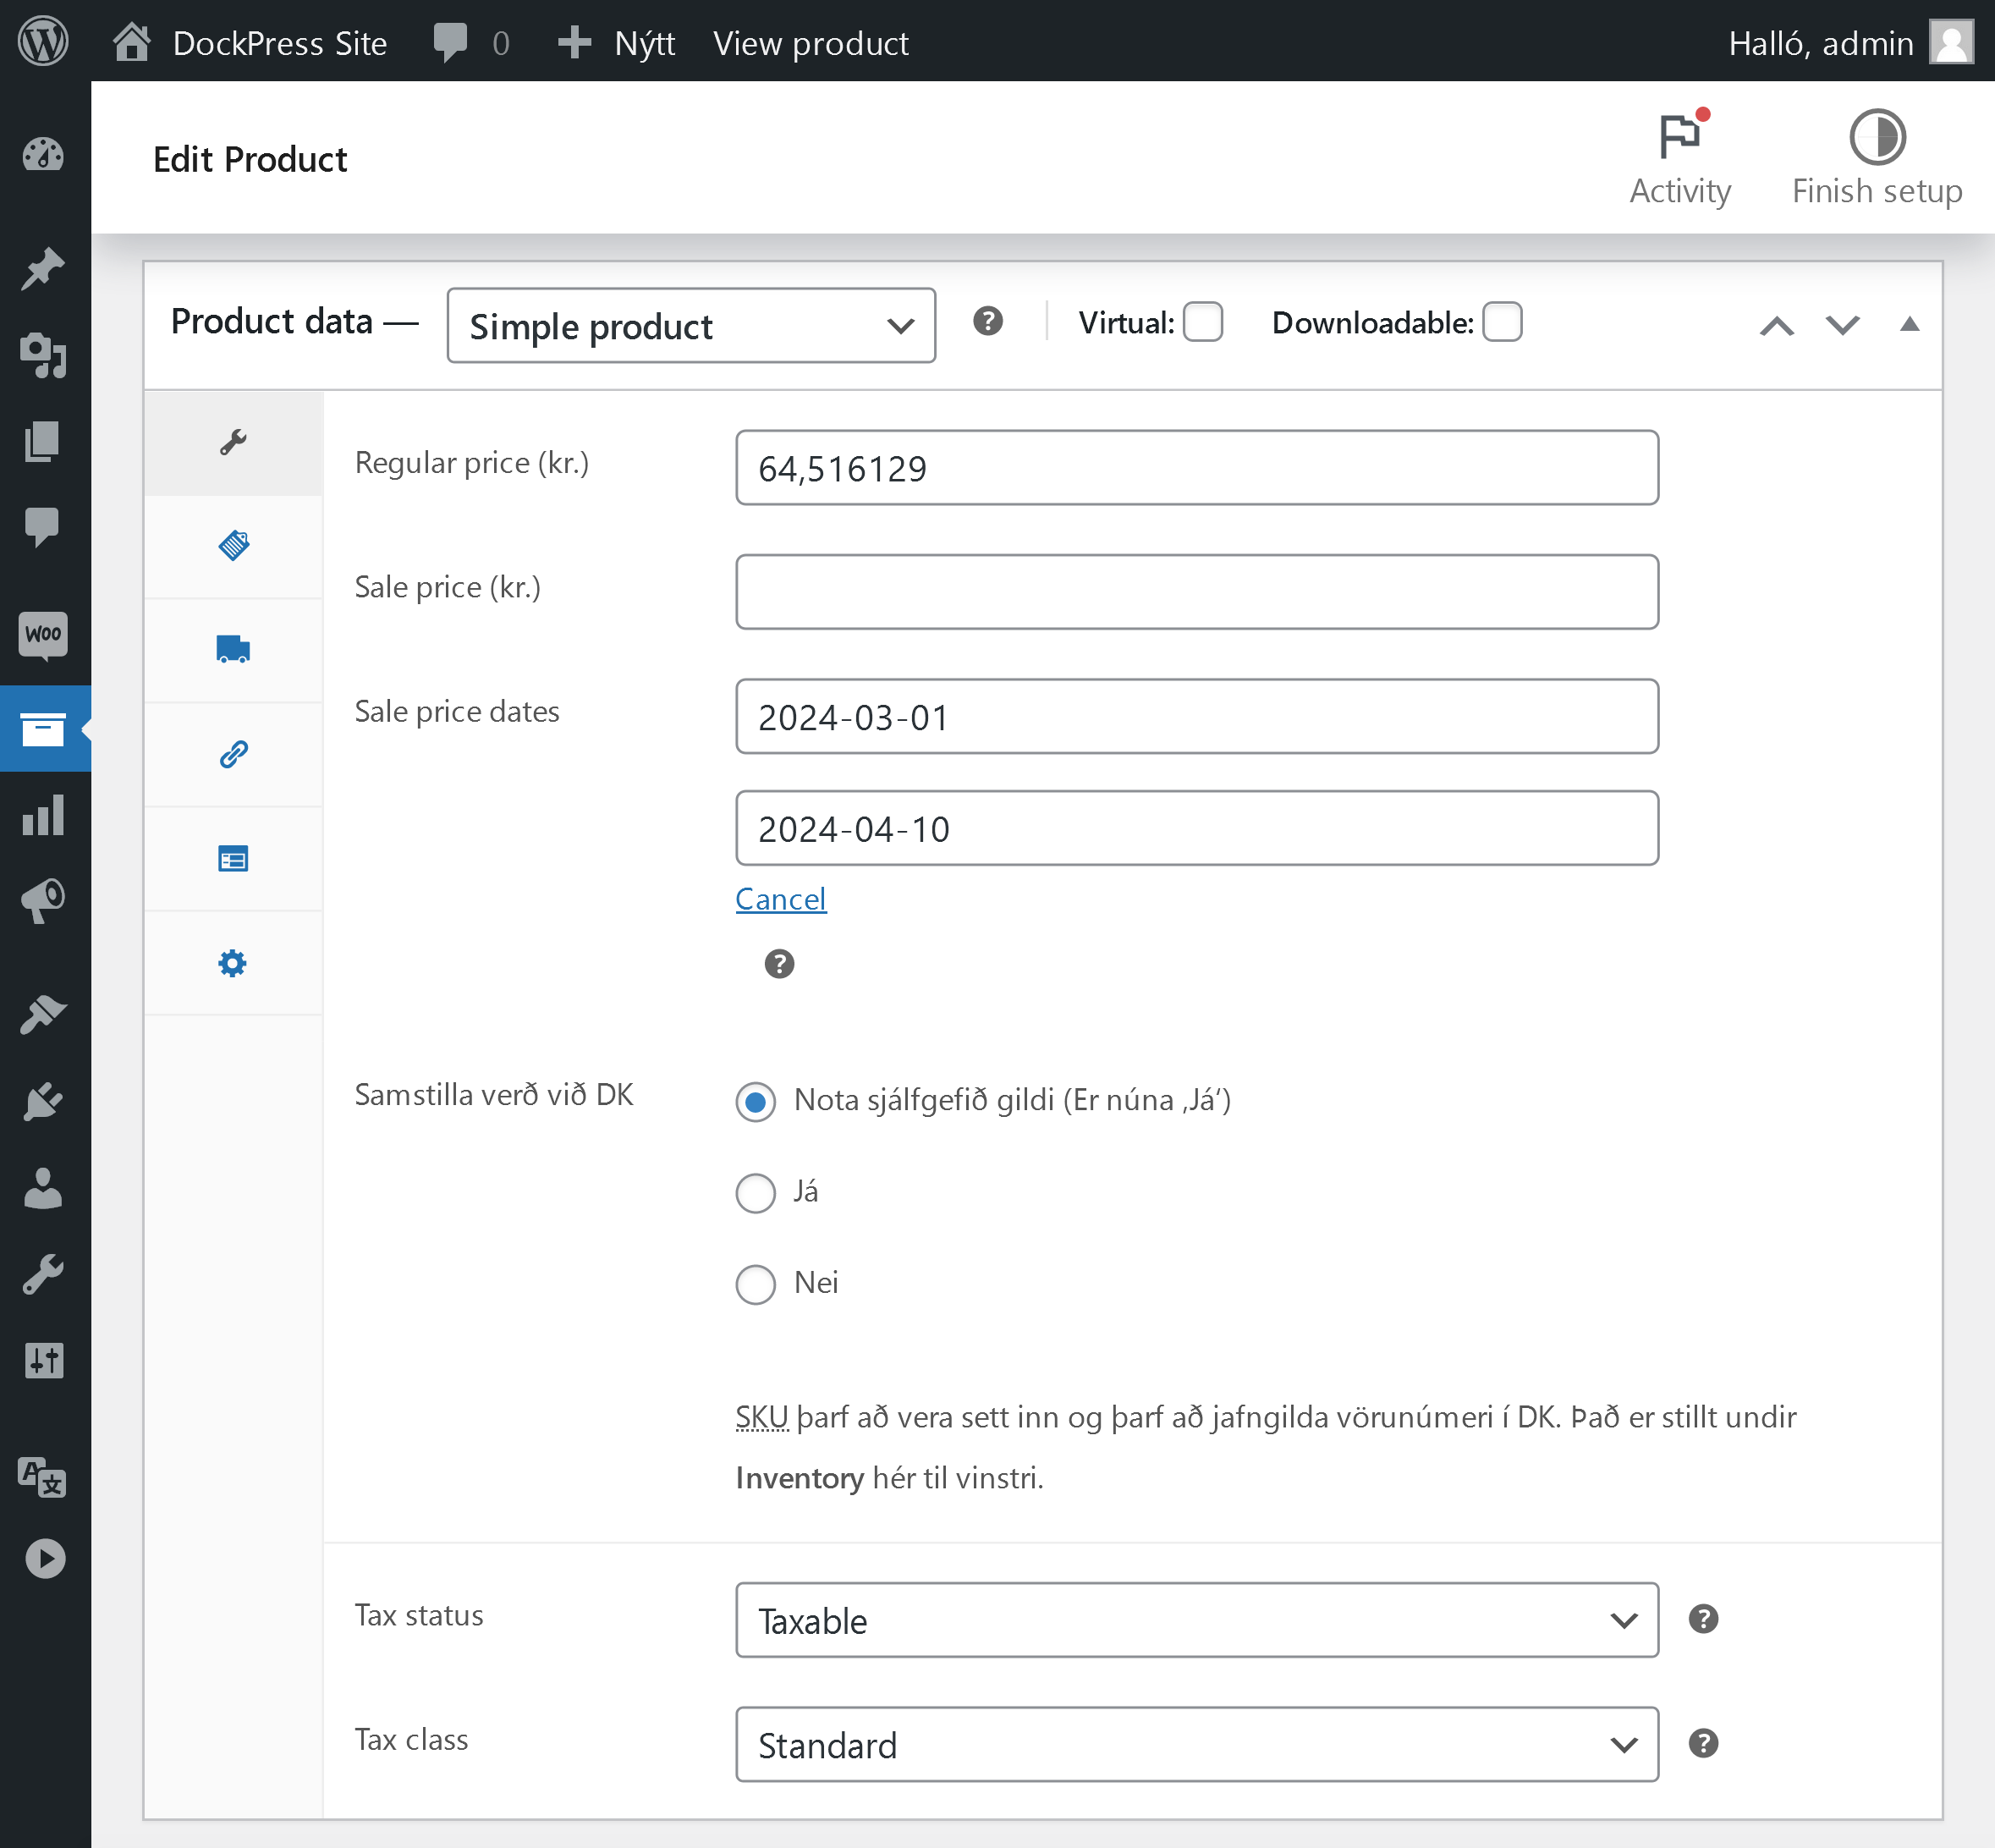 DockPress Site 0 Nýtt View product Halló, admin
Edit Product
Activity
Finish setup
Product data — Simple product Virtual: Downloadable:
Regular price (kr.) 64,516129
Sale price (kr.)
Sale price dates 2024-03-01
2024-04-10
Cancel
Woo
Samstilla verð við DK Nota sjálfgefið gildi (Er núna ‚Já‘)
Já
Nei
SKU þarf að vera sett inn og þarf að jafngilda vörunúmeri í DK. Það er stillt undir
Inventory hér til vinstri.
Tax status Taxable
Tax class Standard